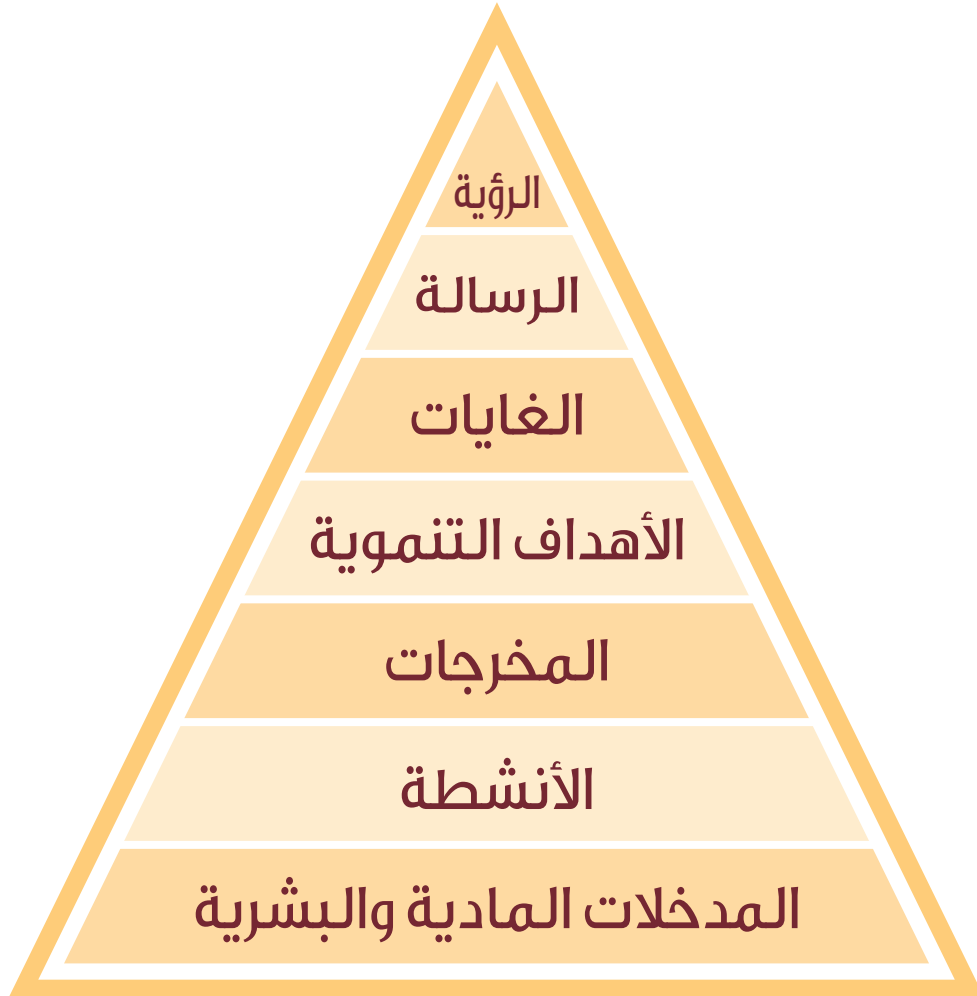 الرؤية
الرسالة
الغايات
الأهداف التنموية
المخرجات
الأنشطة
المدخلات المادية والبشرية